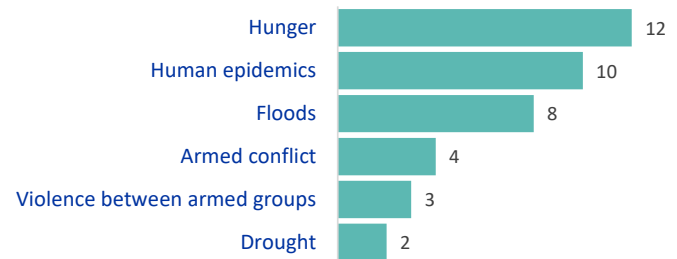 Hunger 12
Human epidemics 10
Floods 8
Armed conflict 4
Violence between armed groups 3
Drought 2